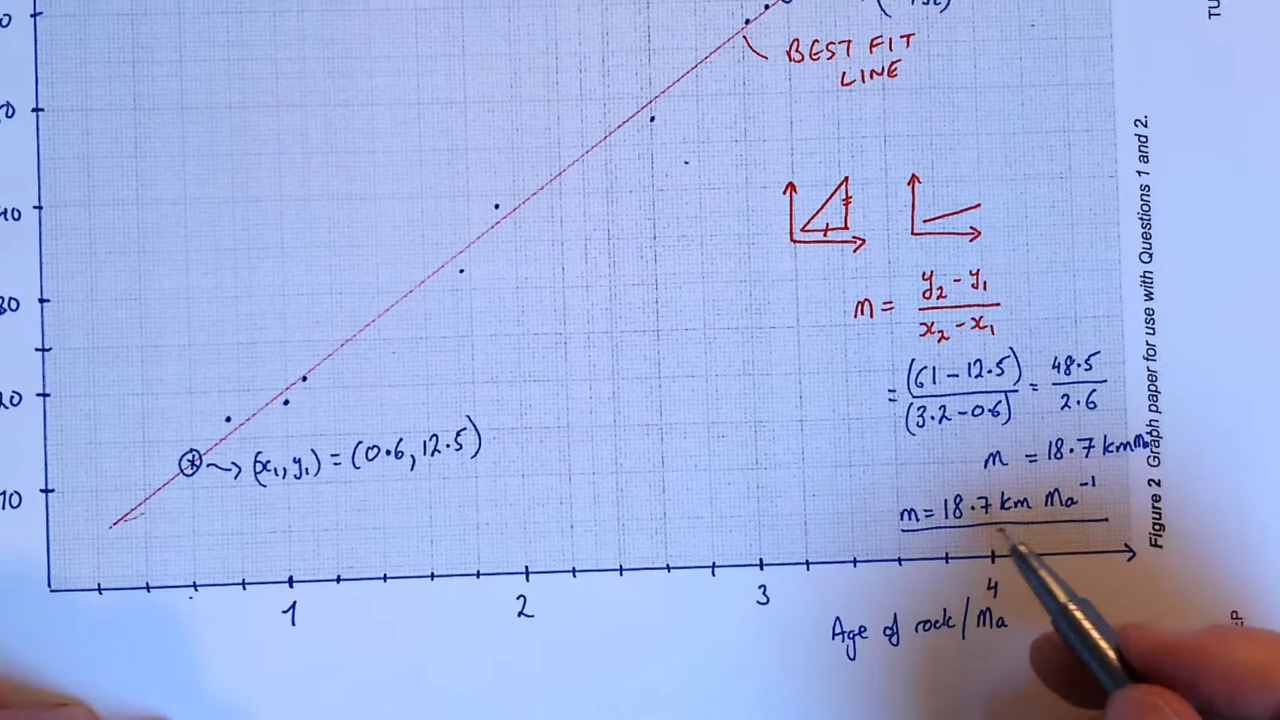 BEST FIT
LINE
40
30
20
10
(x₁, y₁) = (0.6, 12.5)
1
2
3
4
Age of rock/Ma
m = y₂ - y₁ / x₂ - x₁
= (61 - 12.5) / (3.2 - 0.6) = 48.5 / 2.6
m = 18.7 km
m = 18.7 km Ma⁻¹
Figure 2 Graph paper for use with Questions 1 and 2.
TU